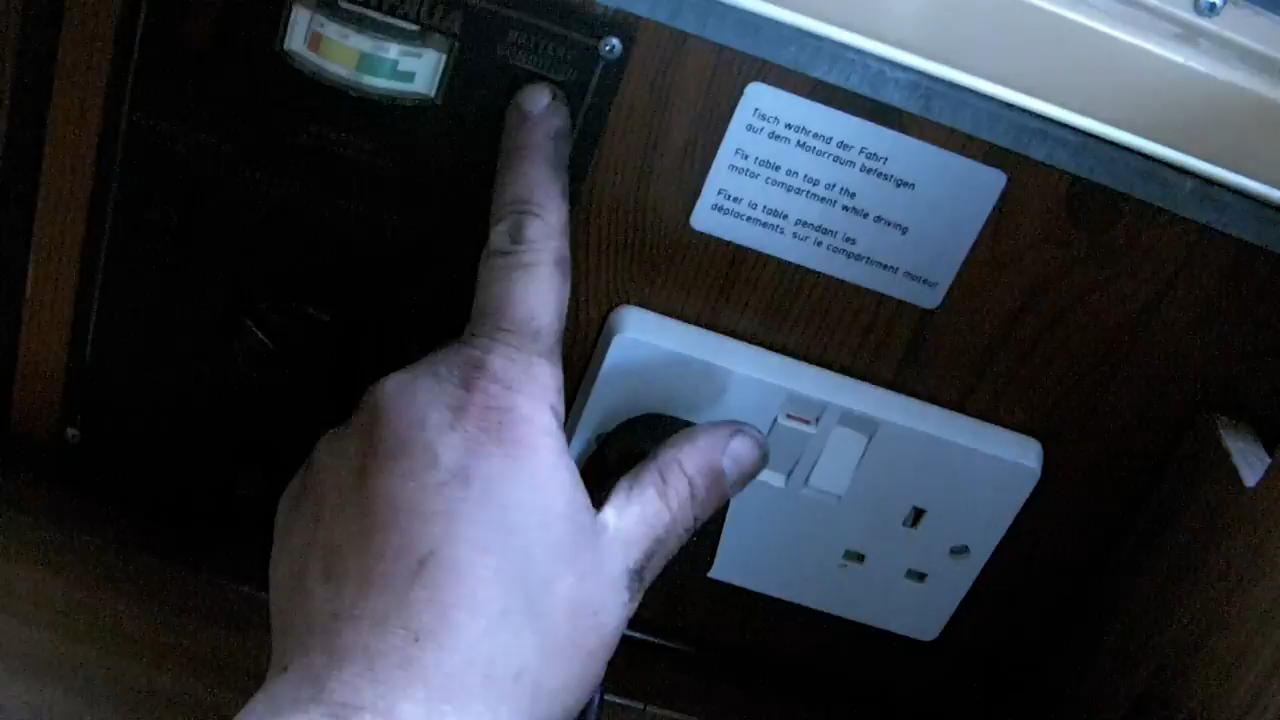 Tisch während der Fahrt
auf dem Motorraum befestigen
Fix table on top of the
motor compartment while driving
Fixer la table, pendant les
déplacements, sur le compartiment moteur